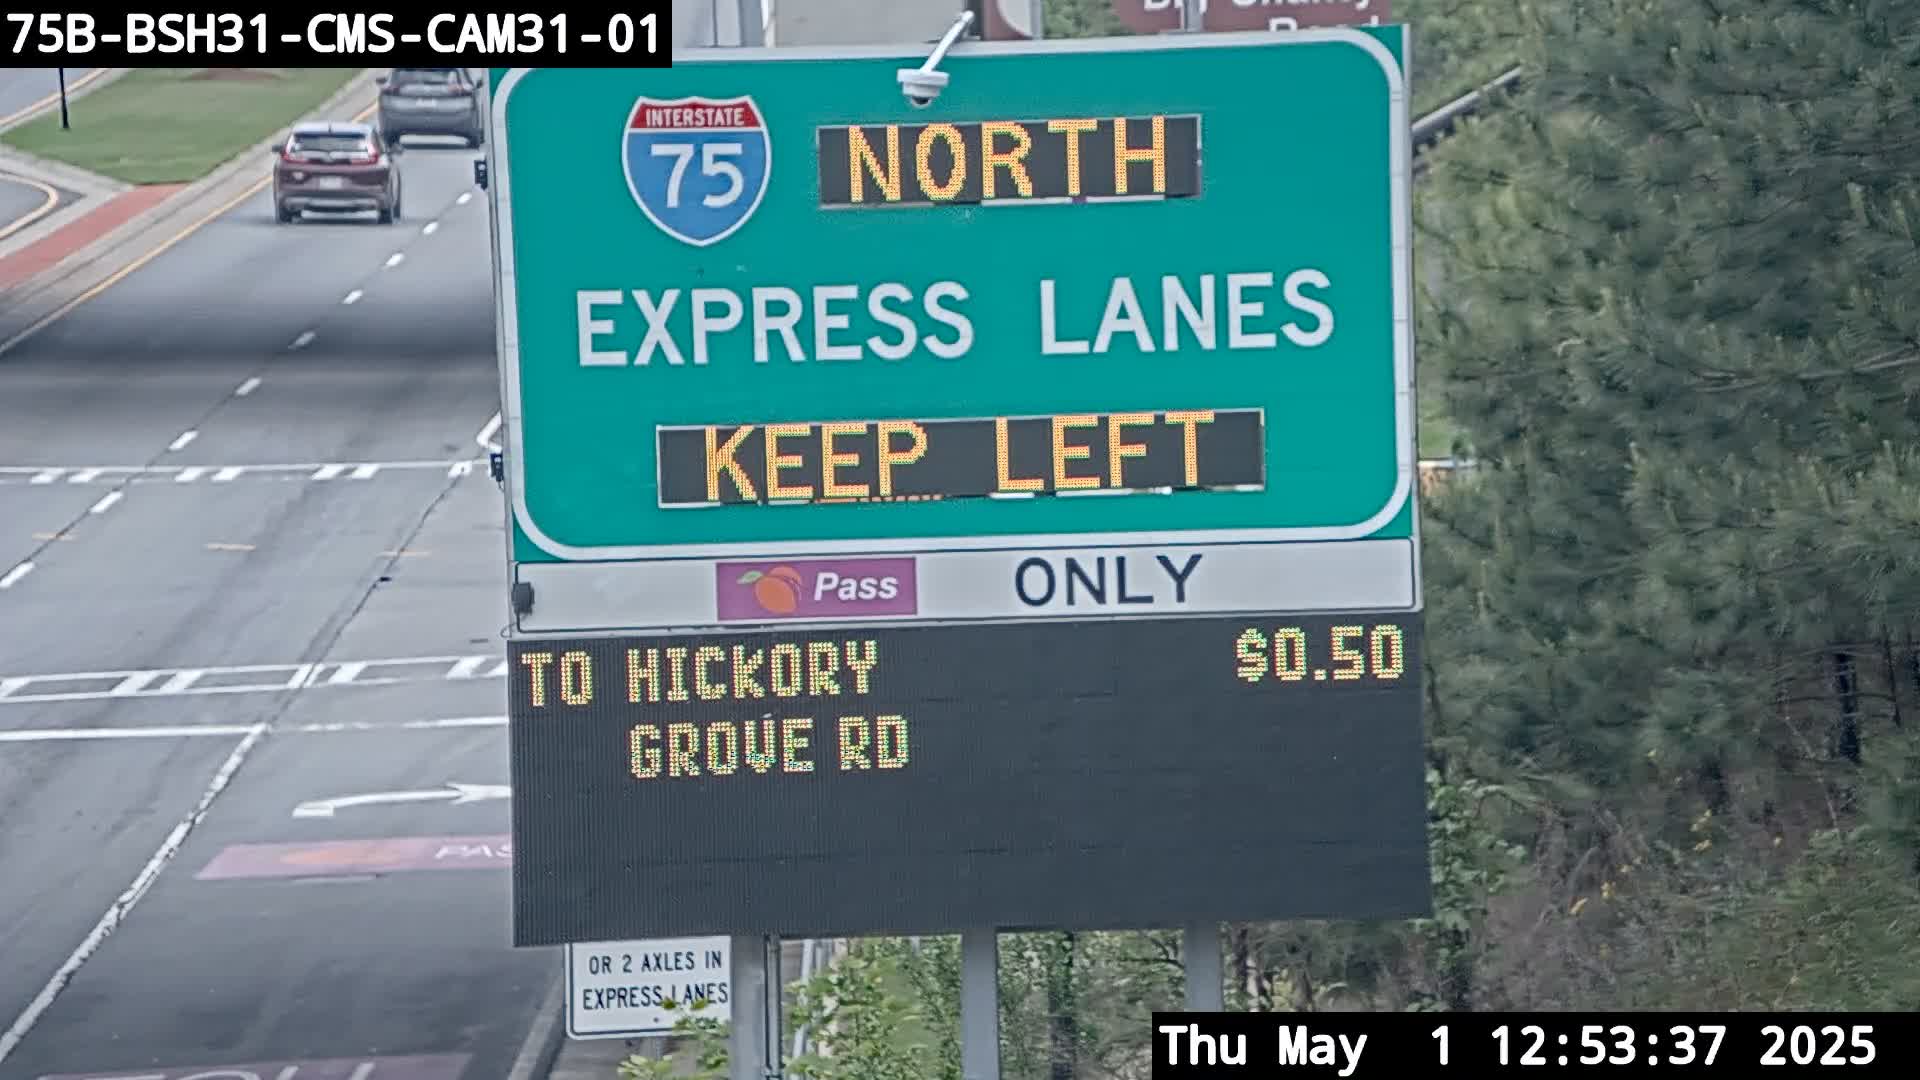 75B-BSH31-CMS-CAM31-01
INTERSTATE
75
NORTH
EXPRESS LANES
KEEP LEFT
Pass ONLY
TO HICKORY $0.50
GROVE RD
OR 2 AXLES IN
EXPRESS LANES
Thu May 1 12:53:37 2025